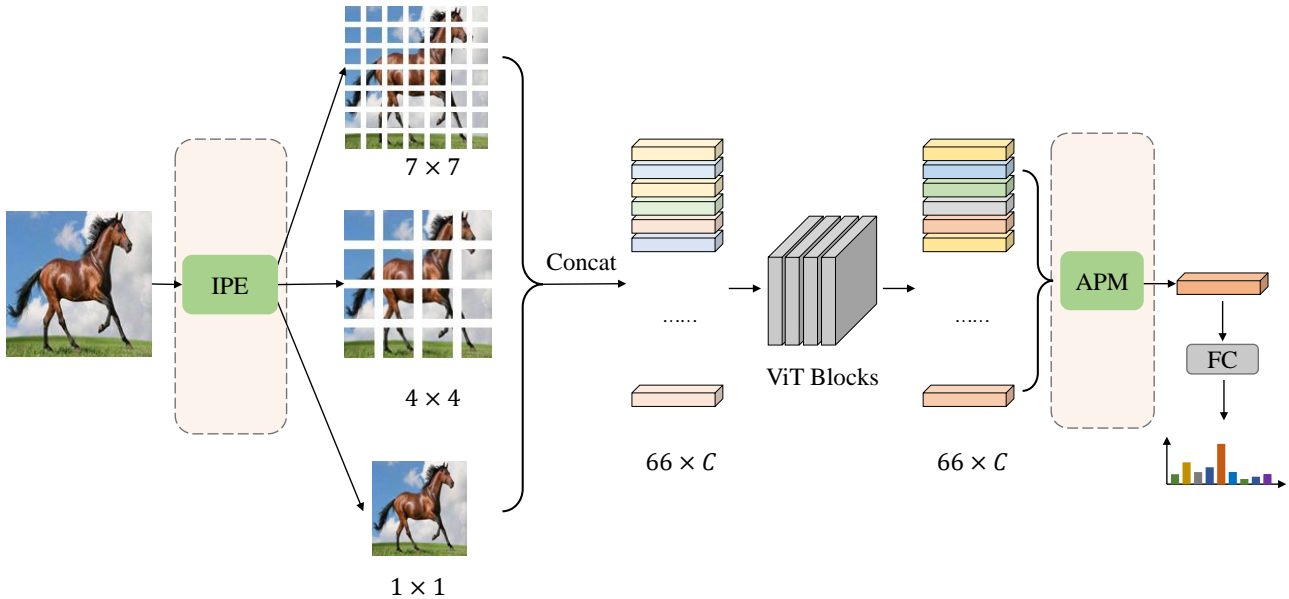 7 × 7
IPE
4 × 4
1 × 1
Concat
......
66 × C
ViT Blocks
......
66 × C
APM
FC